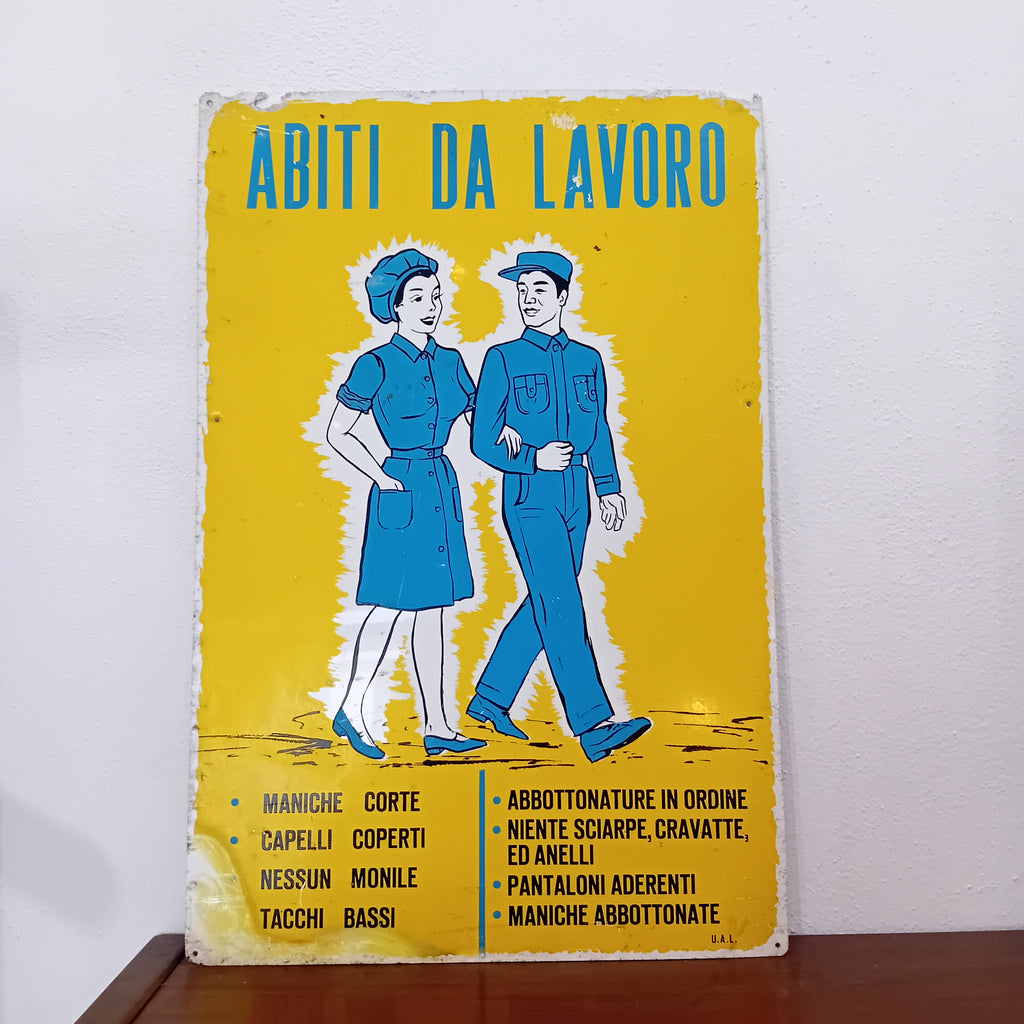 ABITI DA LAVORO
• MANICHE CORTE
• CAPELLI COPERTI
NESSUN MONILE
TACCHI BASSI
• ABBOTTONATURE IN ORDINE
• NIENTE SCIARPE, CRAVATTE,
ED ANELLI
• PANTALONI ADERENTI
• MANICHE ABBOTTONATE
U.A.L.